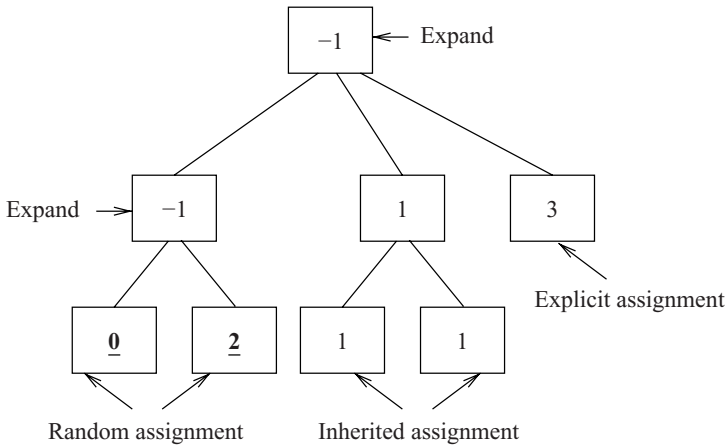 −1
Expand
Expand
−1
1
3
Explicit assignment
0
2
1
1
Random assignment
Inherited assignment